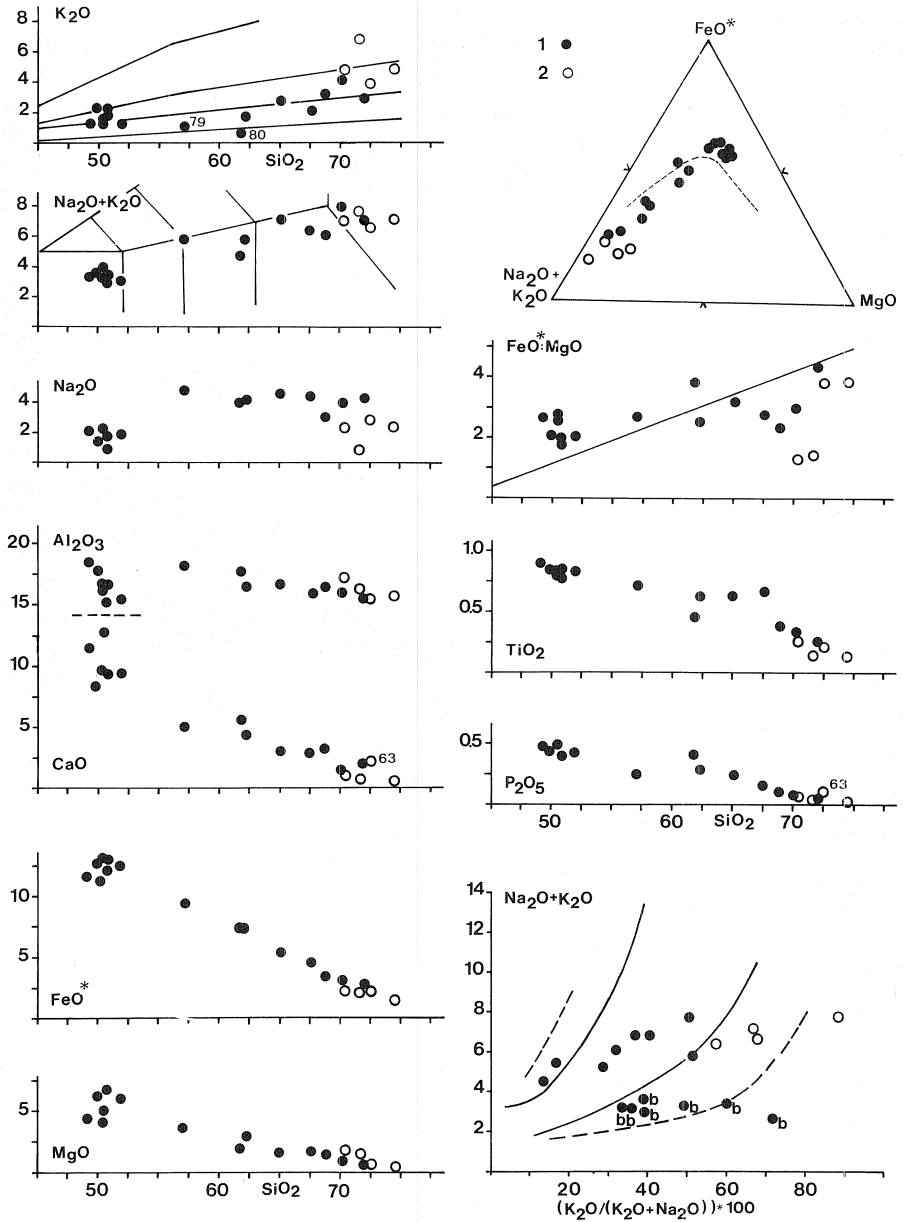 K₂O
8
6
4
2
79
80
50
60
SiO₂
70
Na₂O+K₂O
8
6
4
2
Na₂O
4
2
Al₂O₃
20
15
10
5
CaO
63
10
5
FeO*
5
MgO
50
60
SiO₂
70
FeO*
1
2
Na₂O+
K₂O
MgO
FeO*:MgO
4
2
1.0
0.5
TiO₂
0.5
P₂O₅
63
50
60
SiO₂
70
14
12
10
8
6
4
2
Na₂O+K₂O
b
b
b
b
b
b
b
20
40
60
80
(K₂O/(K₂O+Na₂O))*100